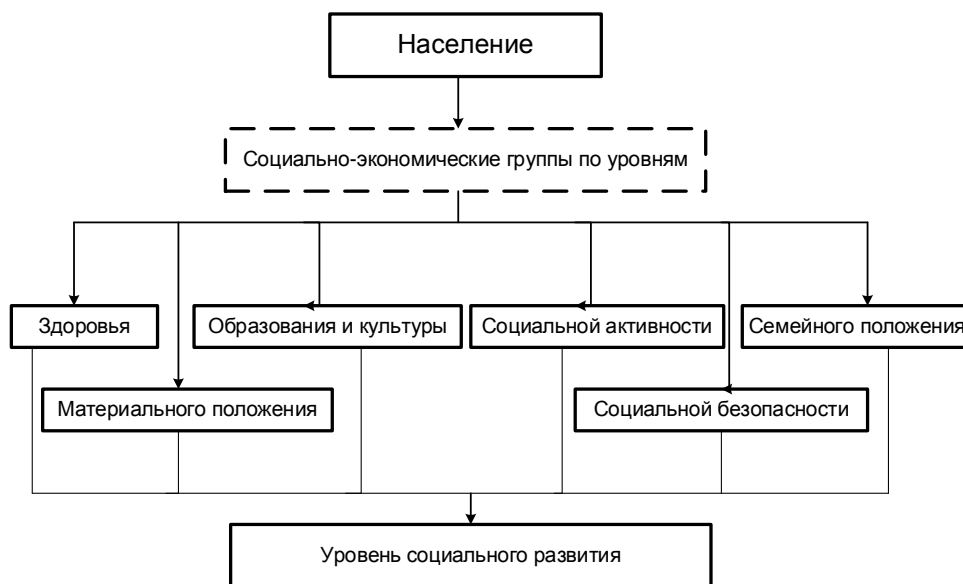 Население
Социально-экономические группы по уровням
Здоровья
Образования и культуры
Социальной активности
Семейного положения
Материального положения
Социальной безопасности
Уровень социального развития